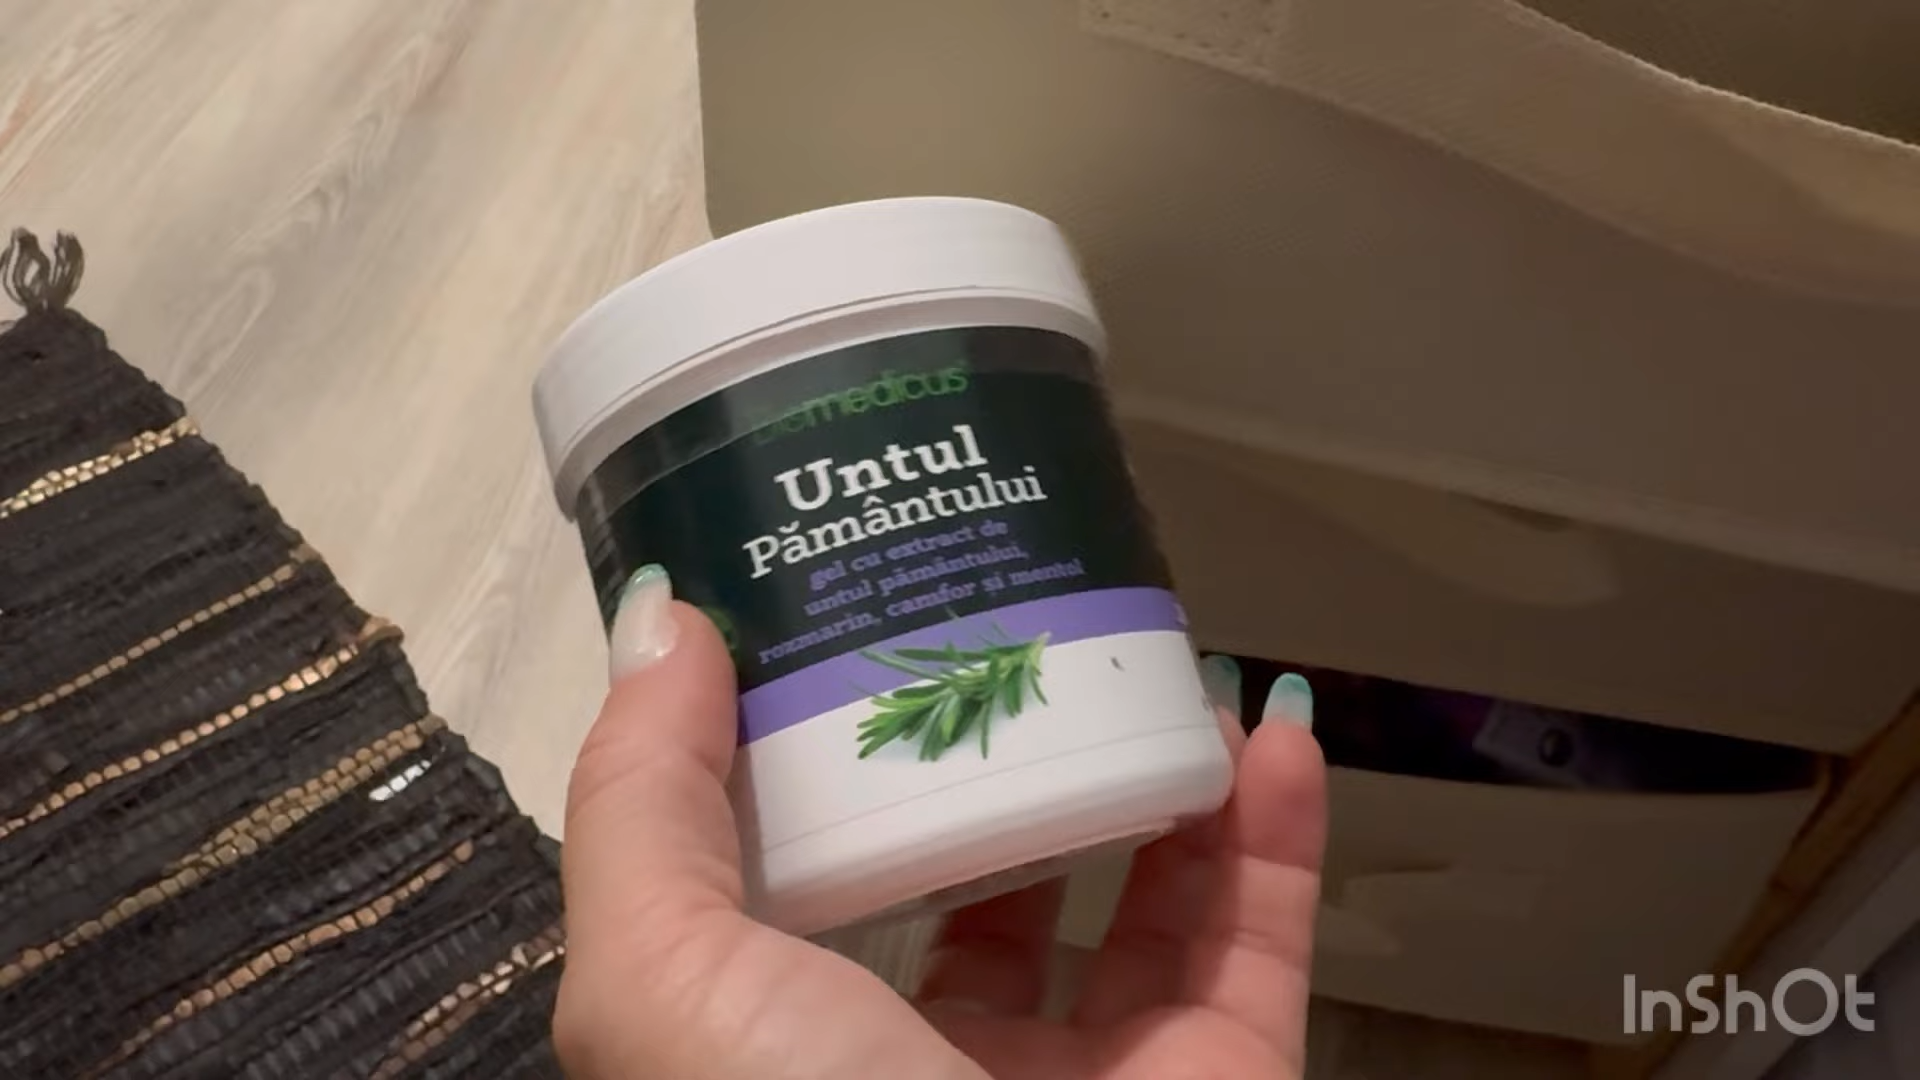 biomedicus
Untul
Pământului
gel cu extract de
untul pământului,
rozmarin, camfor și mentol
InShOt